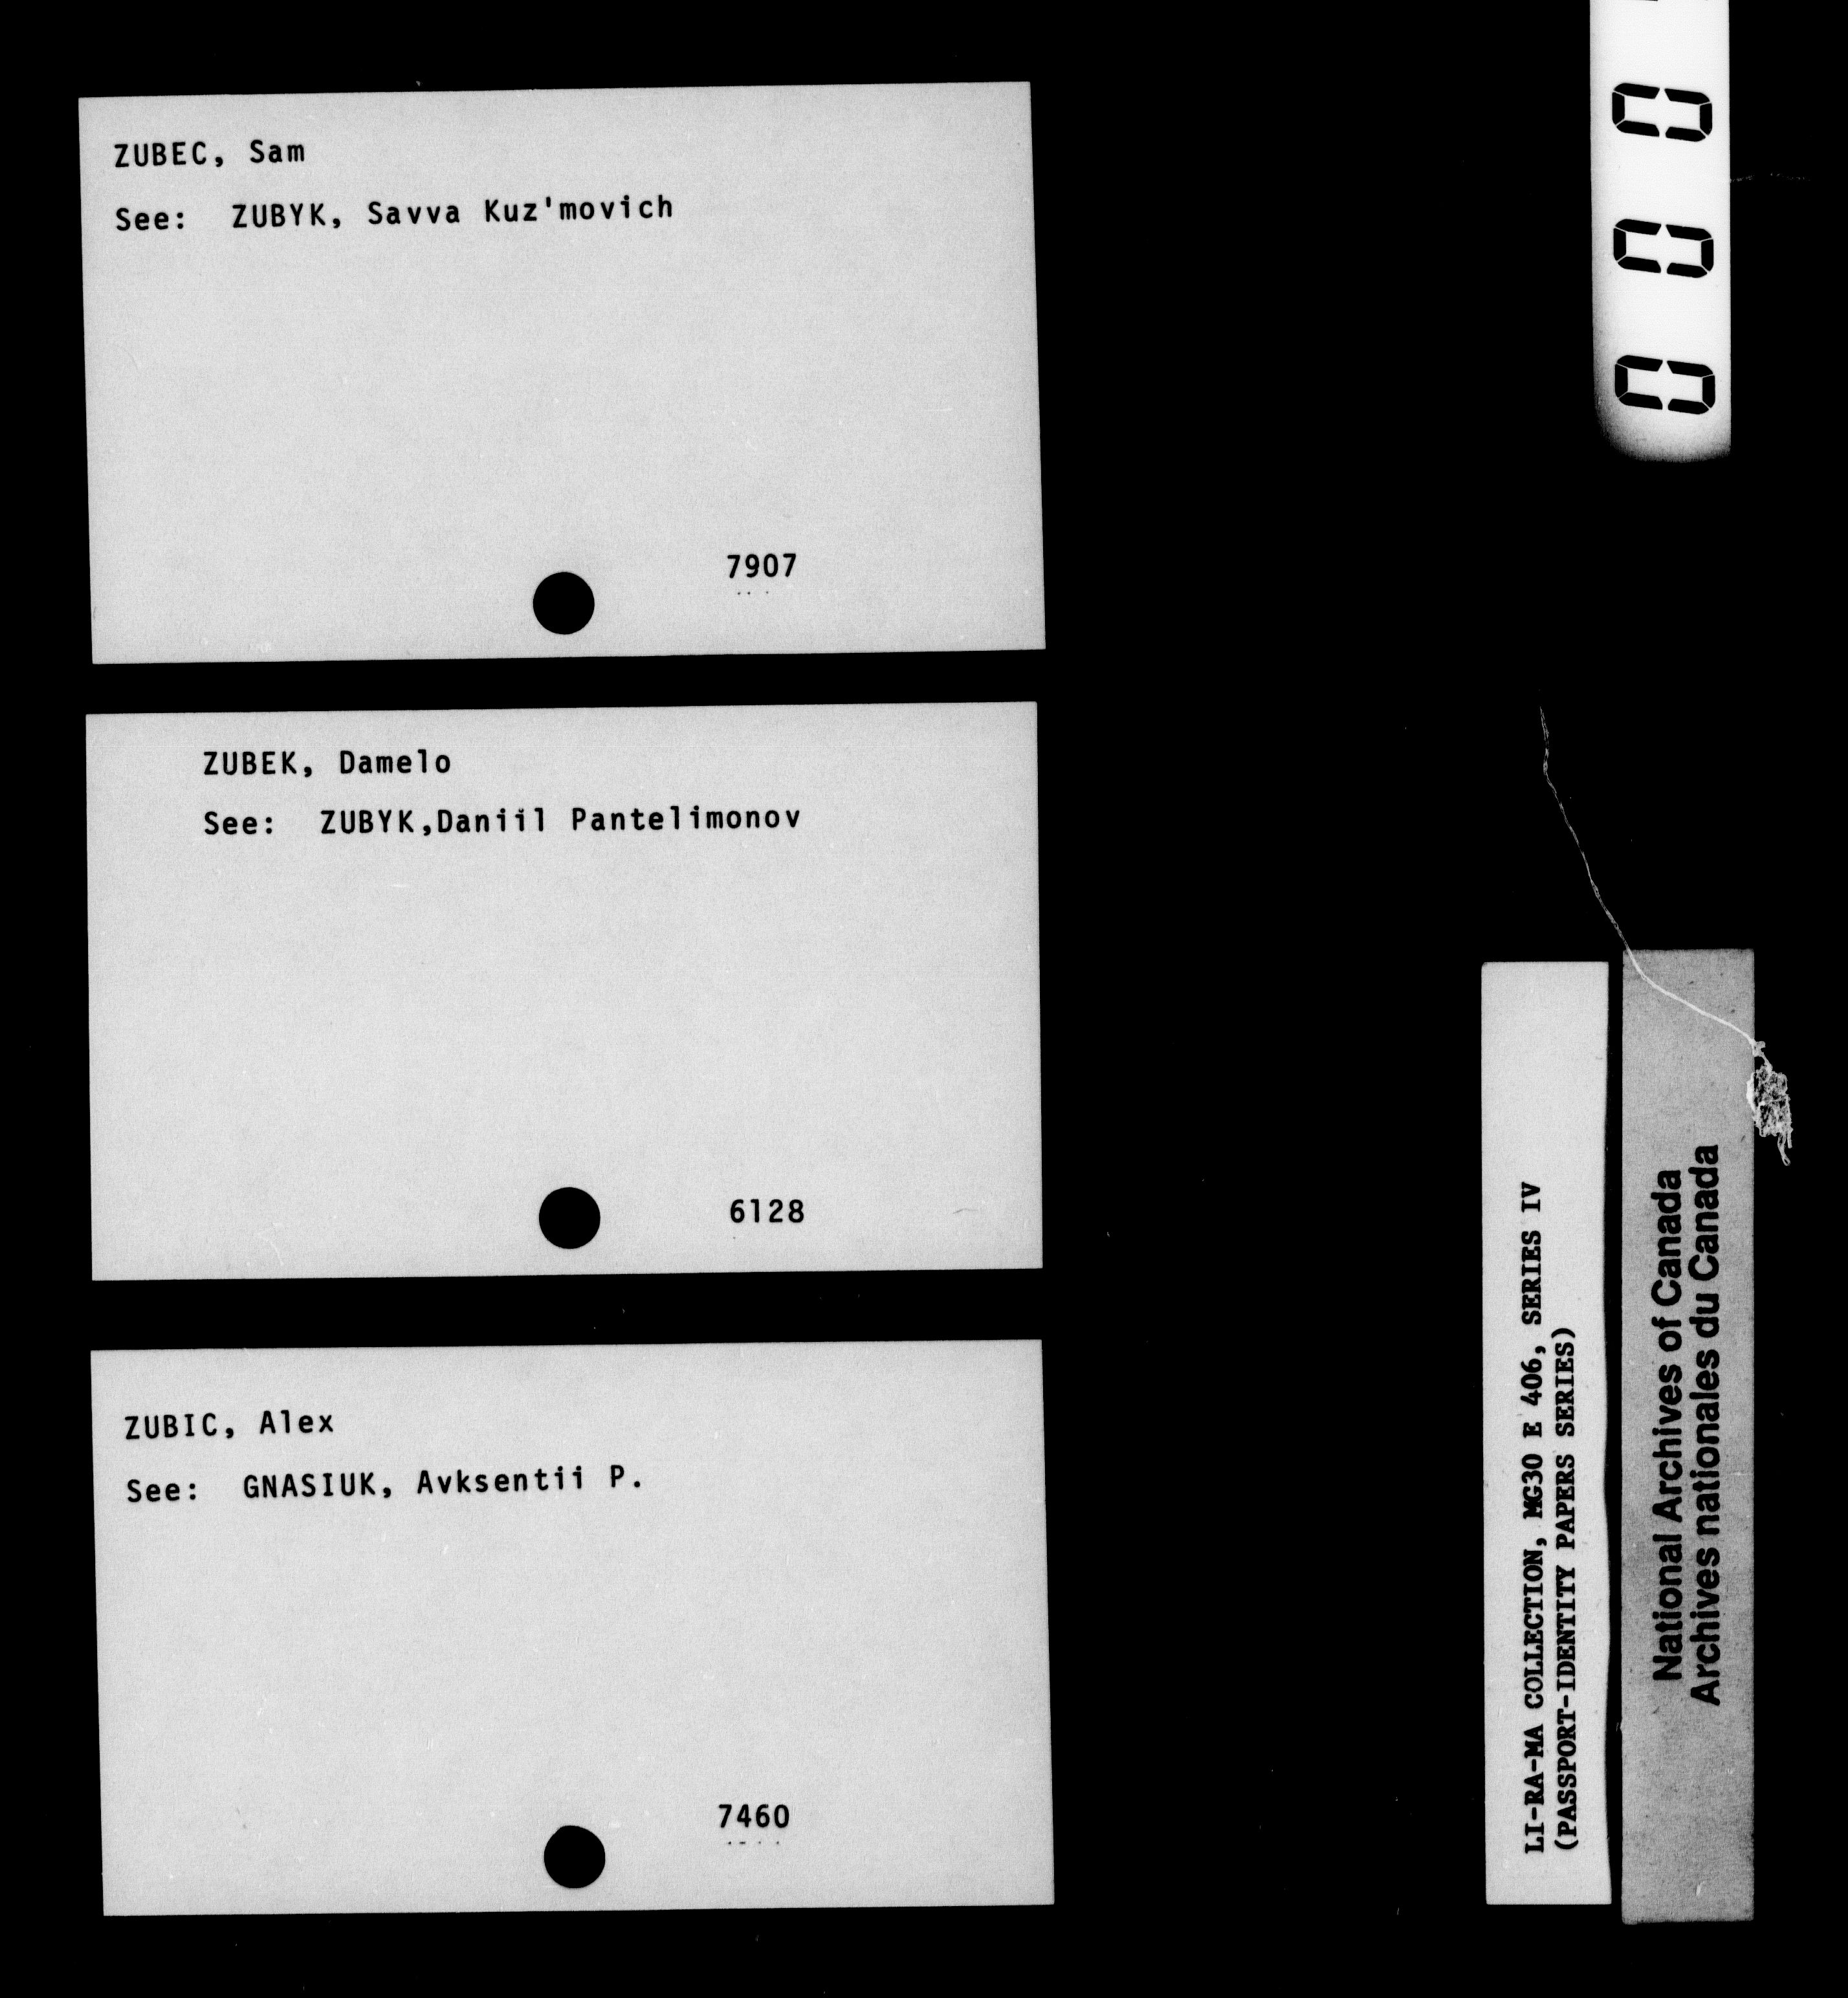 ZUBEC, Sam
See: ZUBYK, Savva Kuz'movich
7907
ZUBEK, Damelo
See: ZUBYK,Daniil Pantelimonov
6128
ZUBIC, Alex
See: GNASIUK, Avksentii P.
7460
000
LI-RA-MA COLLECTION, MG30 E 406, SERIES IV
(PASSPORT-IDENTITY PAPERS SERIES)
National Archives of Canada
Archives nationales du Canada